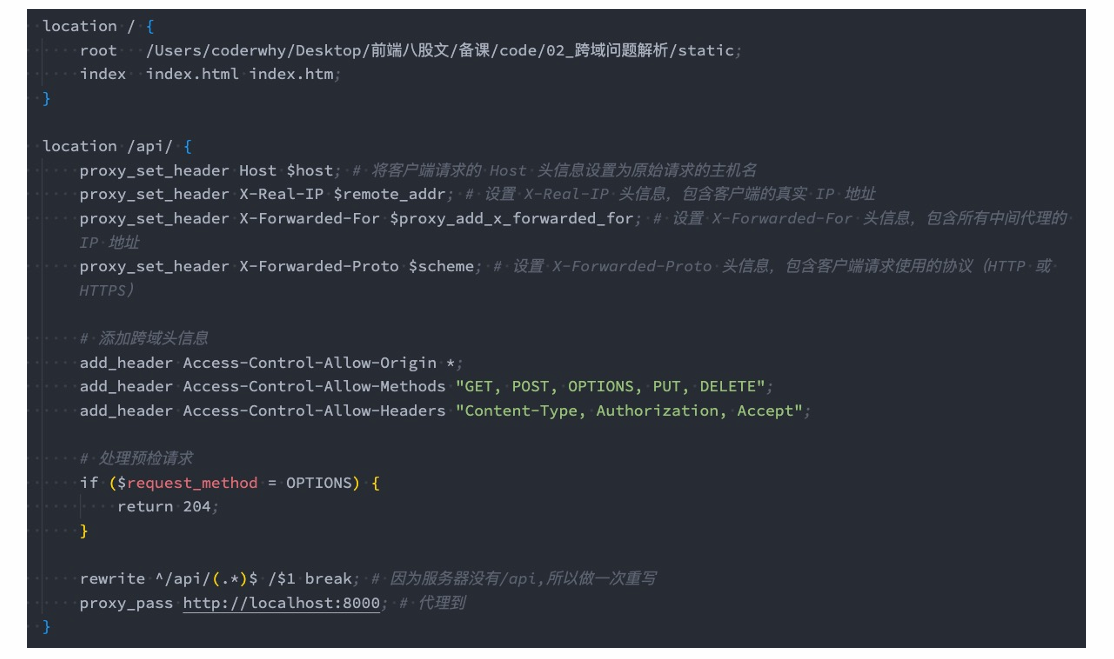 location / {
root /Users/coderwhy/Desktop/前端八股文/备课/code/02_跨域问题解析/static;
index index.html index.htm;
}
location /api/ {
proxy_set_header Host $host; # 将客户端请求的 Host 头信息设置为原始请求的主机名
proxy_set_header X-Real-IP $remote_addr; # 设置 X-Real-IP 头信息，包含客户端的真实 IP 地址
proxy_set_header X-Forwarded-For $proxy_add_x_forwarded_for; # 设置 X-Forwarded-For 头信息，包含所有中间代理的
IP 地址
proxy_set_header X-Forwarded-Proto $scheme; # 设置 X-Forwarded-Proto 头信息，包含客户端请求使用的协议（HTTP 或
HTTPS）
# 添加跨域头信息
add_header Access-Control-Allow-Origin *;
add_header Access-Control-Allow-Methods "GET, POST, OPTIONS, PUT, DELETE";
add_header Access-Control-Allow-Headers "Content-Type, Authorization, Accept";
# 处理预检请求
if ($request_method = OPTIONS) {
return 204;
}
rewrite ^/api/(.*)$ /$1 break; # 因为服务器没有/api,所以做一次重写
proxy_pass http://localhost:8000; # 代理到
}